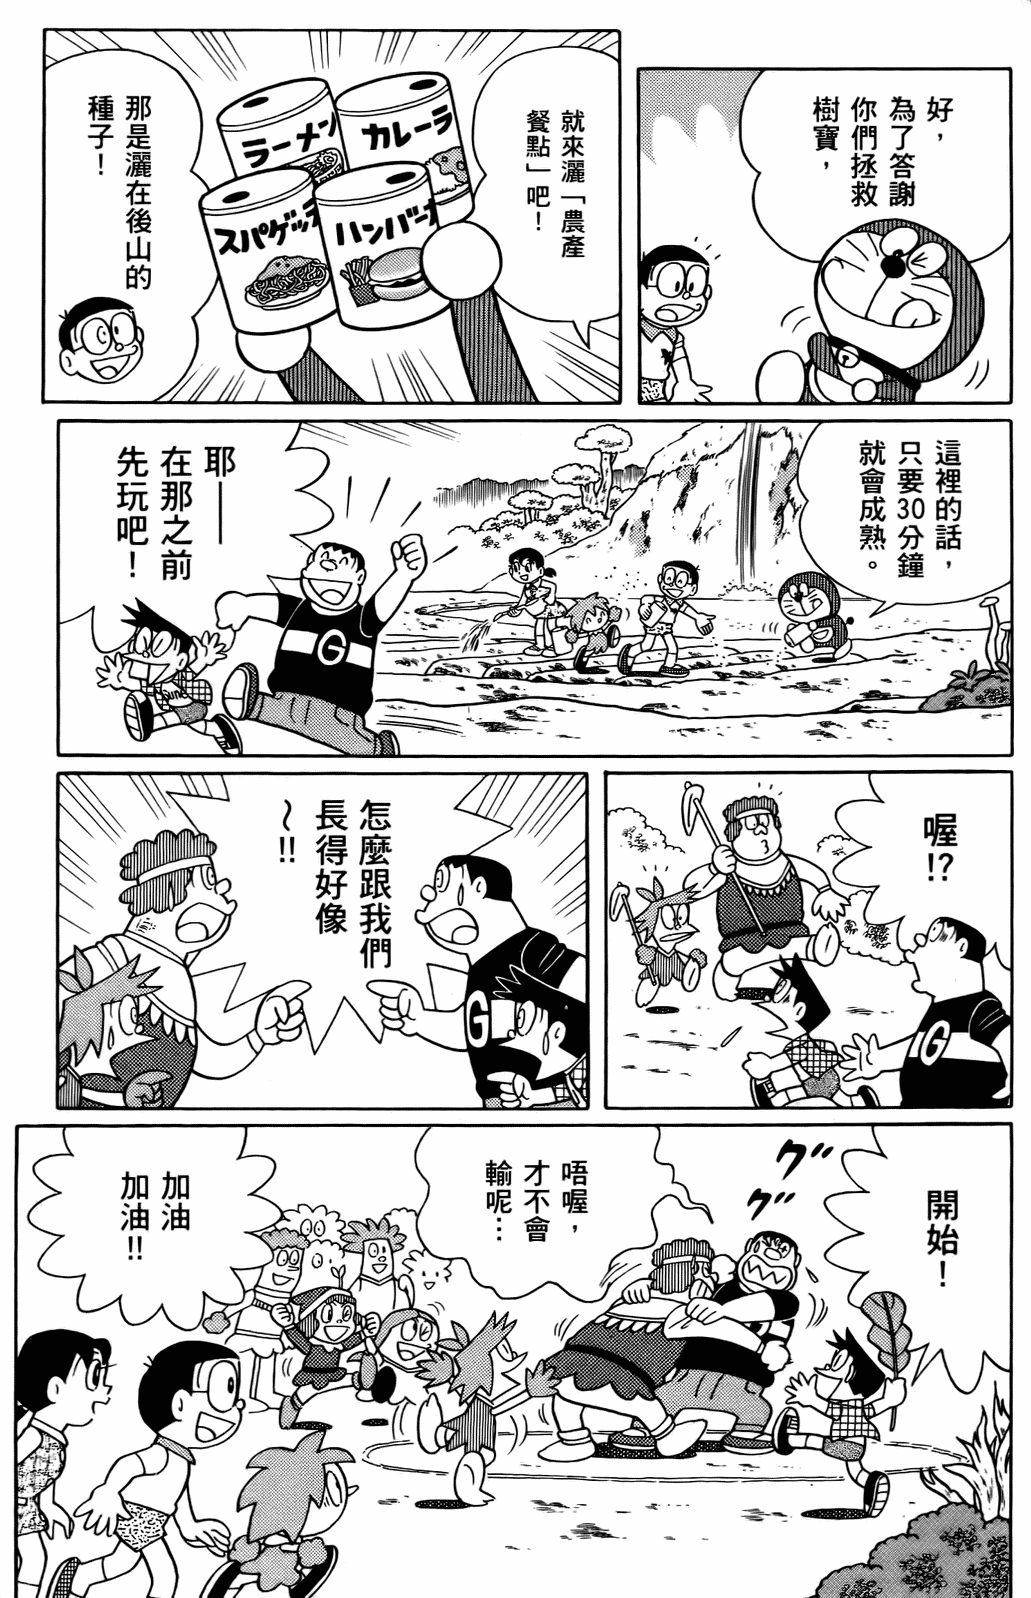 好，
為了答謝
你們拯救
樹寶，
就來灑「農產
餐點」吧！
カレーラ
ラーメン
ハンバーガ
スパゲッテ
那是灑在後山的
種子！
這裡的話，
只要30分鐘
就會成熟。
耶——
在那之前
先玩吧！
G
Sune
喔!?
G
怎麼跟我們
長得好像
～!!
G
開始！
グッ
グッ
唔喔，
才不會
輸呢…
加油
加油!!